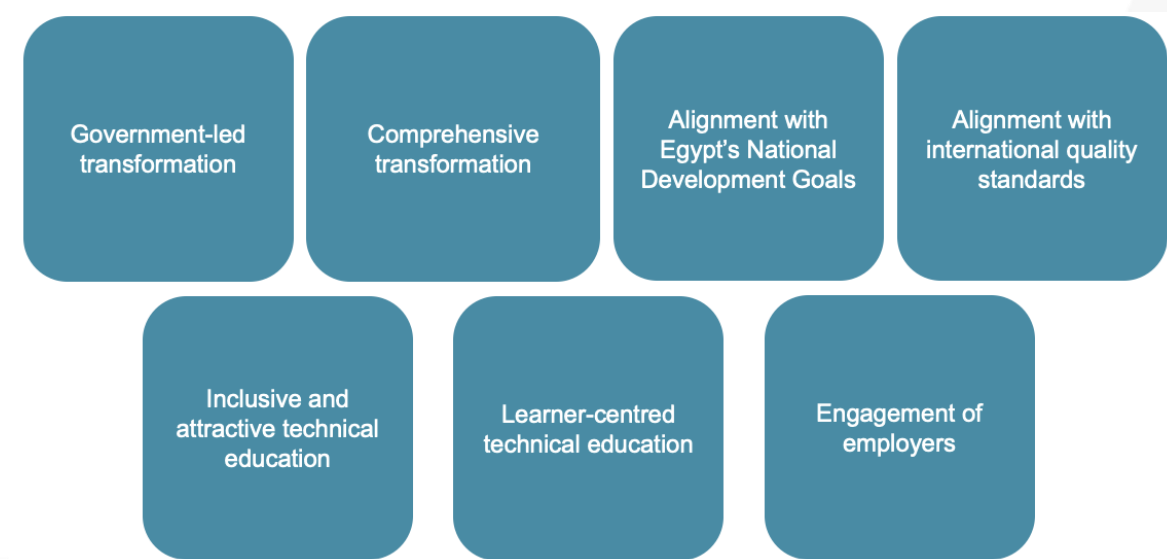 Government-led
transformation
Comprehensive
transformation
Alignment with
Egypt’s National
Development Goals
Alignment with
international quality
standards
Inclusive and
attractive technical
education
Learner-centred
technical education
Engagement of
employers